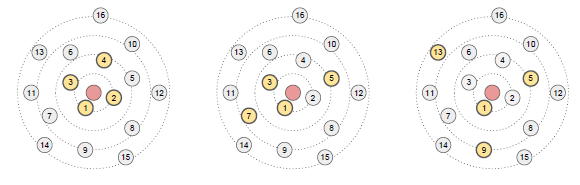 16 16 16
13 6 10 13 6 10 13 6 10
4 4 4
3 5 3 5 3 5
11 2 12 11 2 12 11 2 12
1 1 1
7 8 7 8 7 8
14 9 15 14 9 15 14 9 15